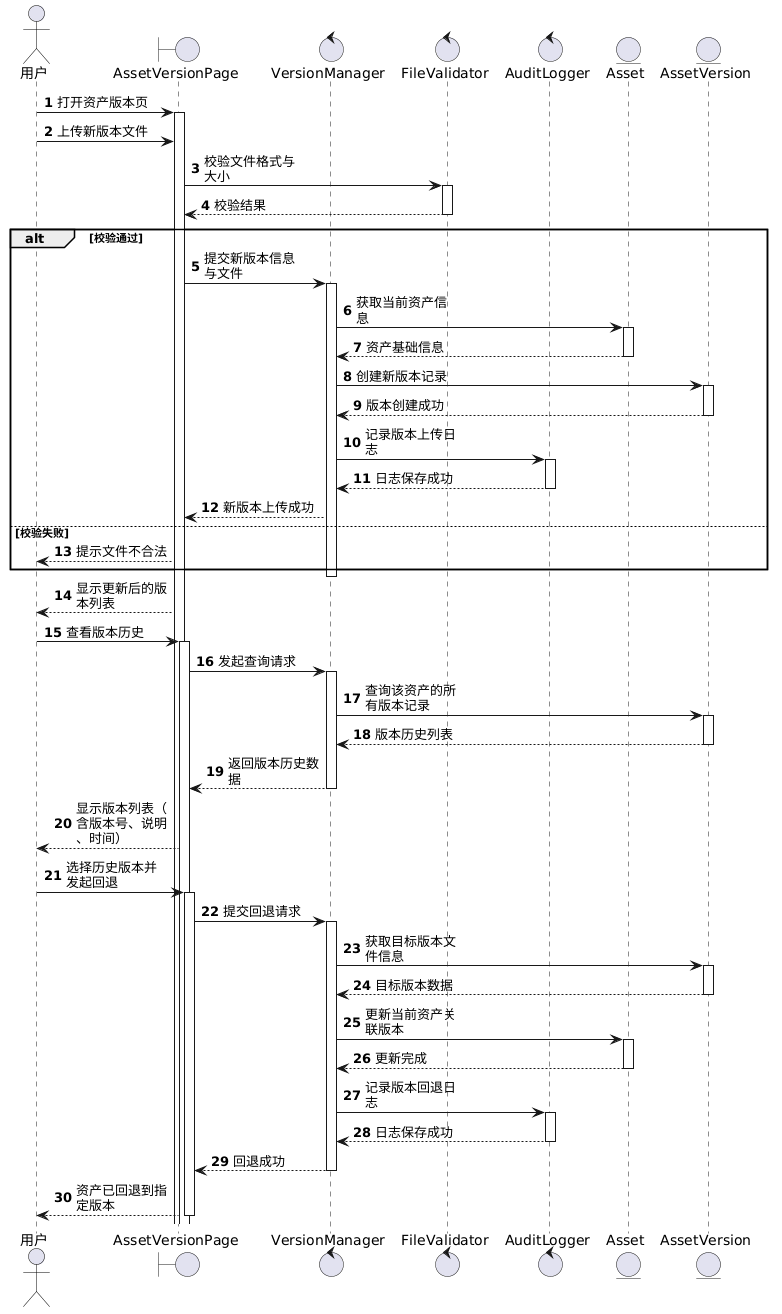 用户
AssetVersionPage
VersionManager
FileValidator
AuditLogger
Asset
AssetVersion
1 打开资产版本页
2 上传新版本文件
3 校验文件格式与
大小
4 校验结果
alt [校验通过]
5 提交新版本信息
与文件
6 获取当前资产信
息
7 资产基础信息
8 创建新版本记录
9 版本创建成功
10 记录版本上传日
志
11 日志保存成功
12 新版本上传成功
[校验失败]
13 提示文件不合法
14 显示更新后的版
本列表
15 查看版本历史
16 发起查询请求
17 查询该资产的所
有版本记录
18 版本历史列表
19 返回版本历史数
据
20 显示版本列表（
含版本号、说明
、时间）
21 选择历史版本并
发起回退
22 提交回退请求
23 获取目标版本文
件信息
24 目标版本数据
25 更新当前资产关
联版本
26 更新完成
27 记录版本回退日
志
28 日志保存成功
29 回退成功
30 资产已回退到指
定版本
用户
AssetVersionPage
VersionManager
FileValidator
AuditLogger
Asset
AssetVersion